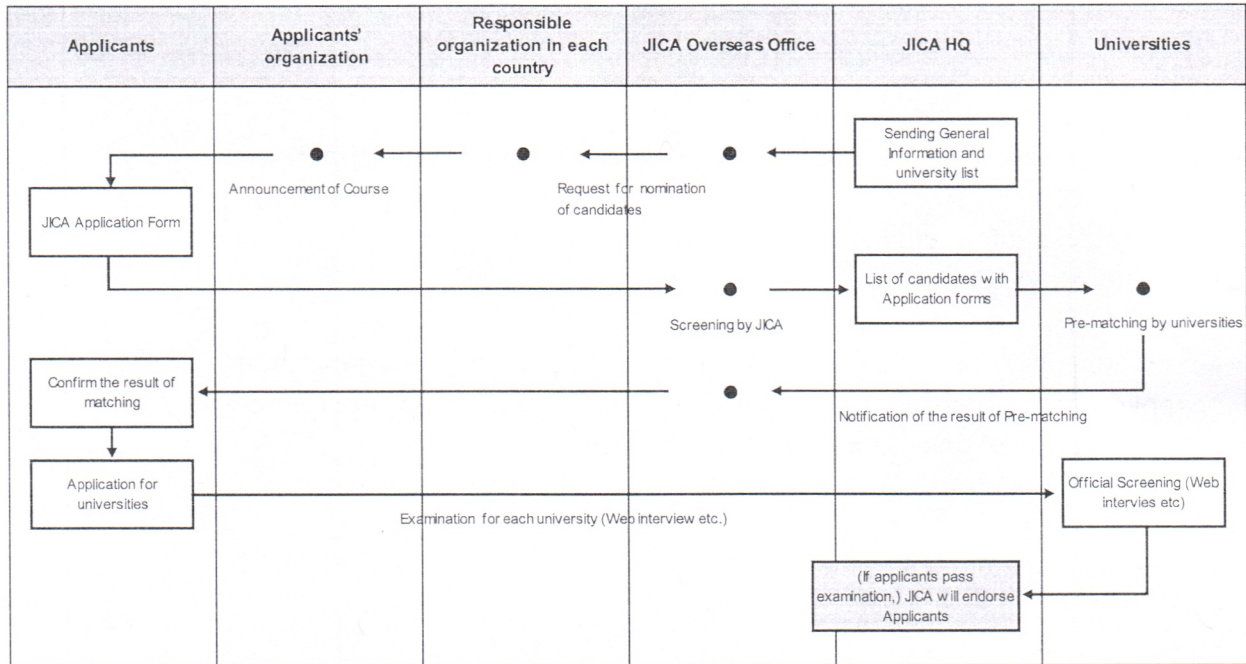 Applicants
Applicants'
organization
Responsible
organization in each
country
JICA Overseas Office
JICA HQ
Universities
Sending General
Information and
university list
Announcement of Course
Request for nomination
of candidates
JICA Application Form
List of candidates with
Application forms
Screening by JICA
Pre-matching by universities
Confirm the result of
matching
Notification of the result of Pre-matching
Application for
universities
Official Screening (Web
intervies etc)
Examination for each university (Web interview etc.)
(If applicants pass
examination,) JICA will endorse
Applicants